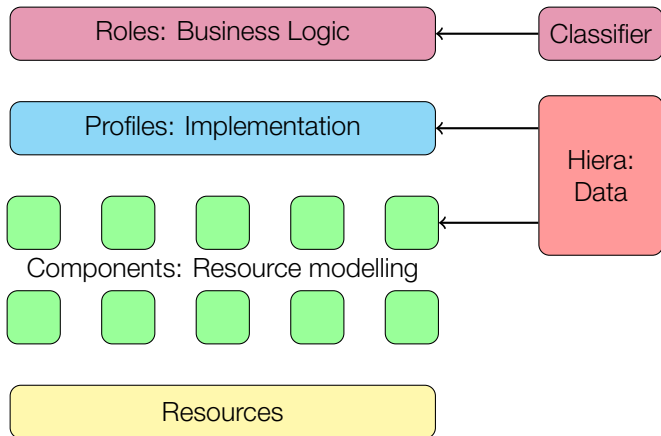 Roles: Business Logic
Classifier
Profiles: Implementation
Hiera:
Data
Components: Resource modelling
Resources